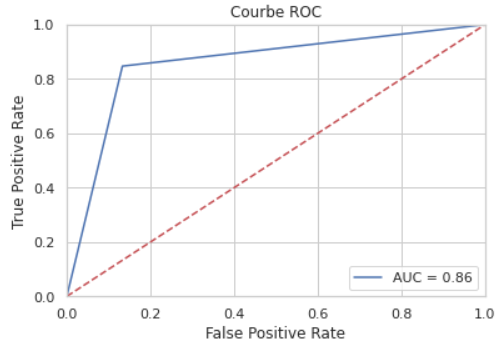 Courbe ROC
True Positive Rate
1.0
0.8
0.6
0.4
0.2
0.0
AUC = 0.86
0.0 0.2 0.4 0.6 0.8 1.0
False Positive Rate